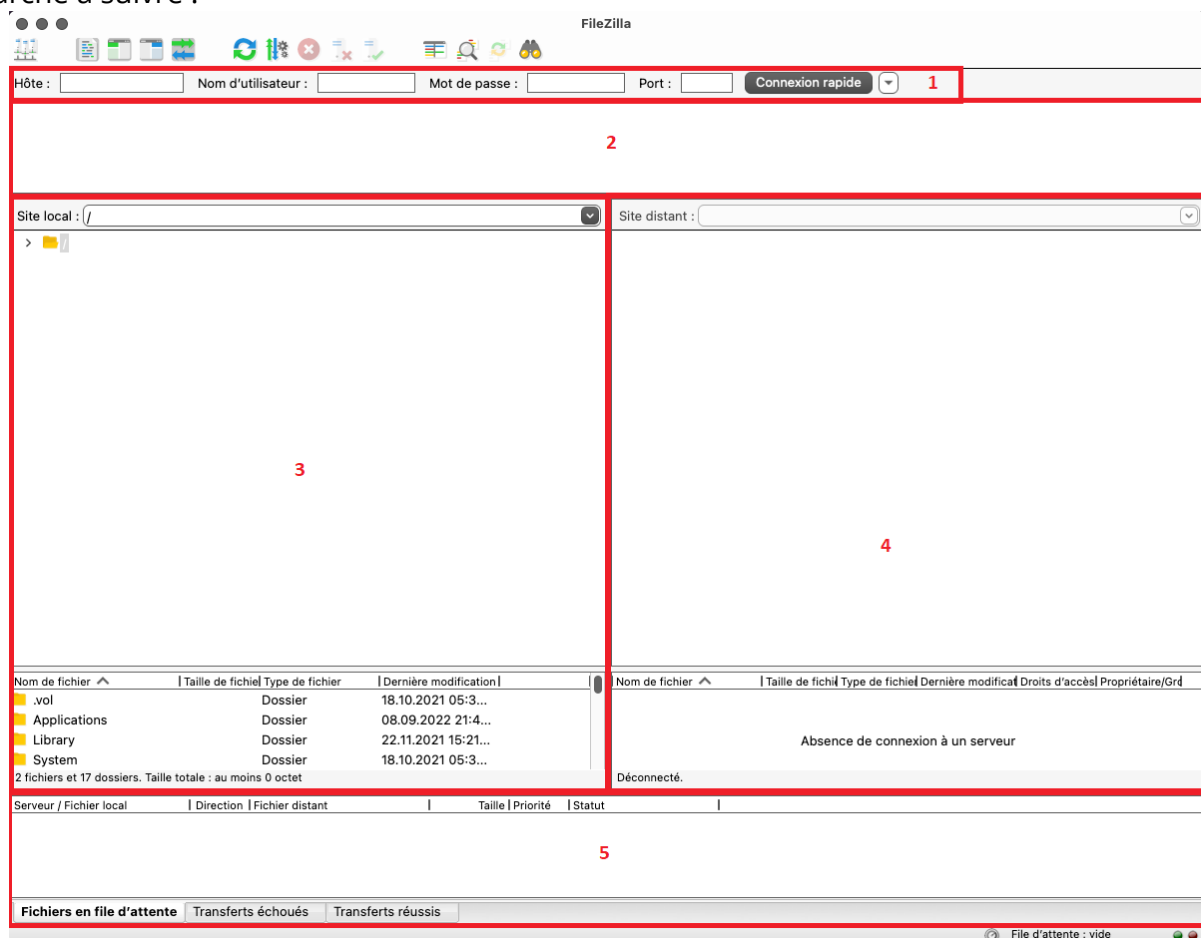 arche à suivre :
FileZilla
Hôte : Nom d'utilisateur : Mot de passe : Port : Connexion rapide 1
2
Site local : / Site distant :
/
3
4
Nom de fichier Taille de fichie Type de fichier Dernière modification Nom de fichier Taille de fichi Type de fichie Dernière modificat Droits d'accès Propriétaire/Gro
.vol Dossier 18.10.2021 05:3...
Applications Dossier 08.09.2022 21:4...
Library Dossier 22.11.2021 15:21...
Absence de connexion à un serveur
System Dossier 18.10.2021 05:3...
2 fichiers et 17 dossiers. Taille totale : au moins 0 octet Déconnecté.
Serveur / Fichier local Direction Fichier distant Taille Priorité Statut
5
Fichiers en file d'attente Transferts échoués Transferts réussis
File d'attente : vide